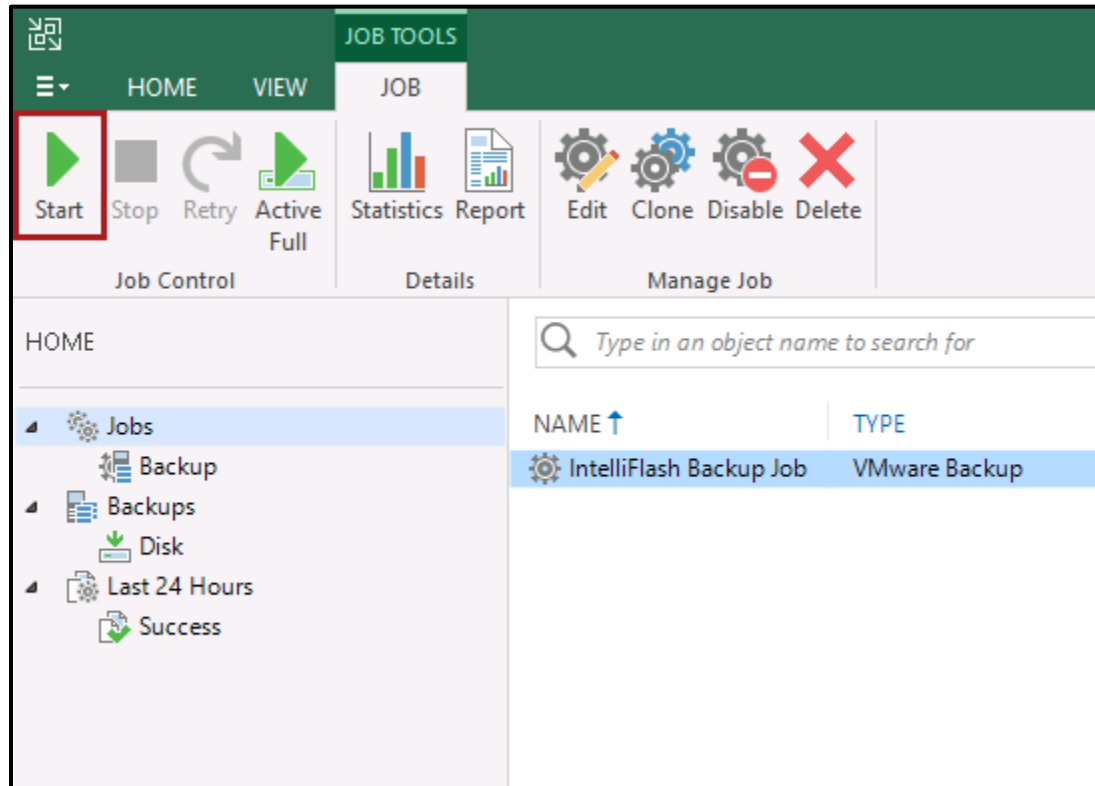 JOB TOOLS
HOME VIEW JOB
Start Stop Retry Active Full Statistics Report Edit Clone Disable Delete
Job Control Details Manage Job
HOME
Type in an object name to search for
Jobs
Backup
Backups
Disk
Last 24 Hours
Success
NAME TYPE
IntelliFlash Backup Job VMware Backup